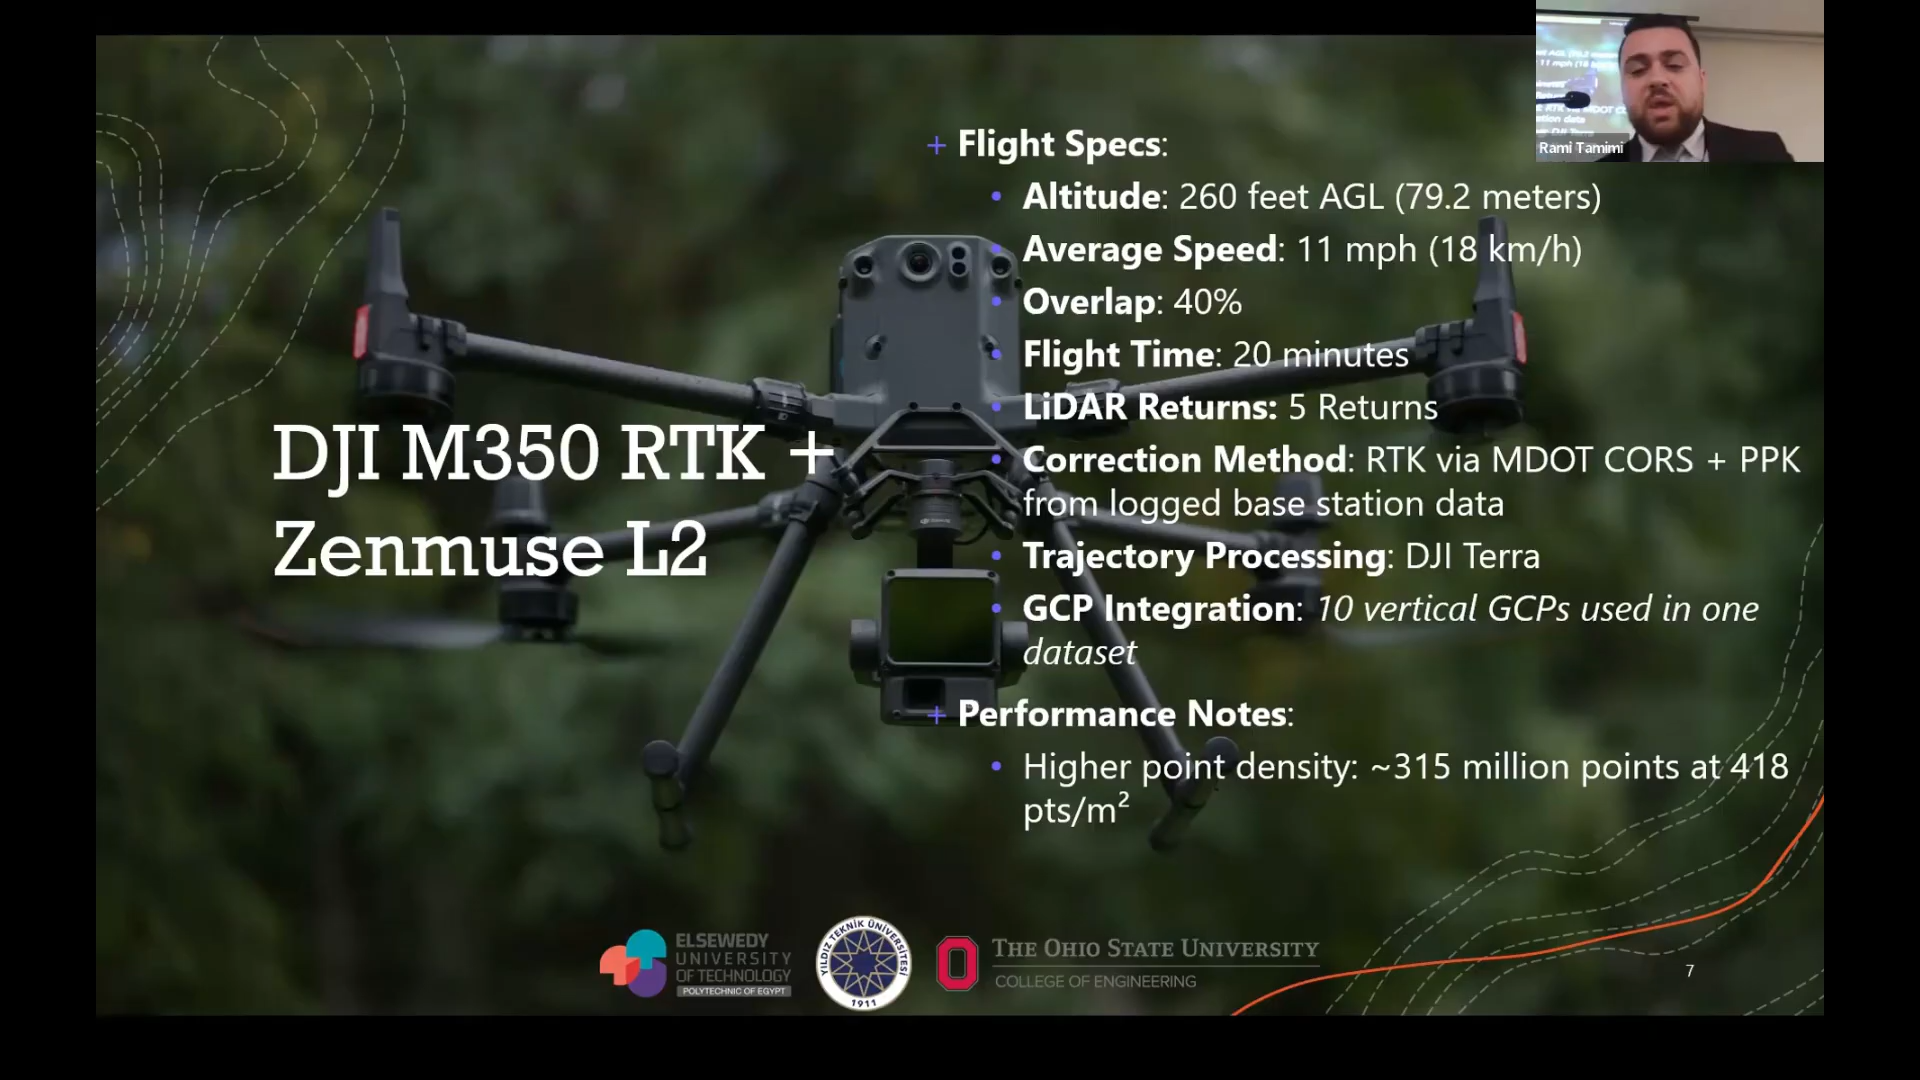 DJI M350 RTK +
Zenmuse L2
+ Flight Specs:
• Altitude: 260 feet AGL (79.2 meters)
• Average Speed: 11 mph (18 km/h)
• Overlap: 40%
• Flight Time: 20 minutes
• LiDAR Returns: 5 Returns
• Correction Method: RTK via MDOT CORS + PPK
from logged base station data
• Trajectory Processing: DJI Terra
• GCP Integration: 10 vertical GCPs used in one
dataset
+ Performance Notes:
• Higher point density: ~315 million points at 418
pts/m²
Rami Tamimi
ELSEWEDY
UNIVERSITY
OF TECHNOLOGY
POLYTECHNIC OF EGYPT
YILDIZ TEKNİK ÜNİVERSİTESİ
1911
THE OHIO STATE UNIVERSITY
COLLEGE OF ENGINEERING
7